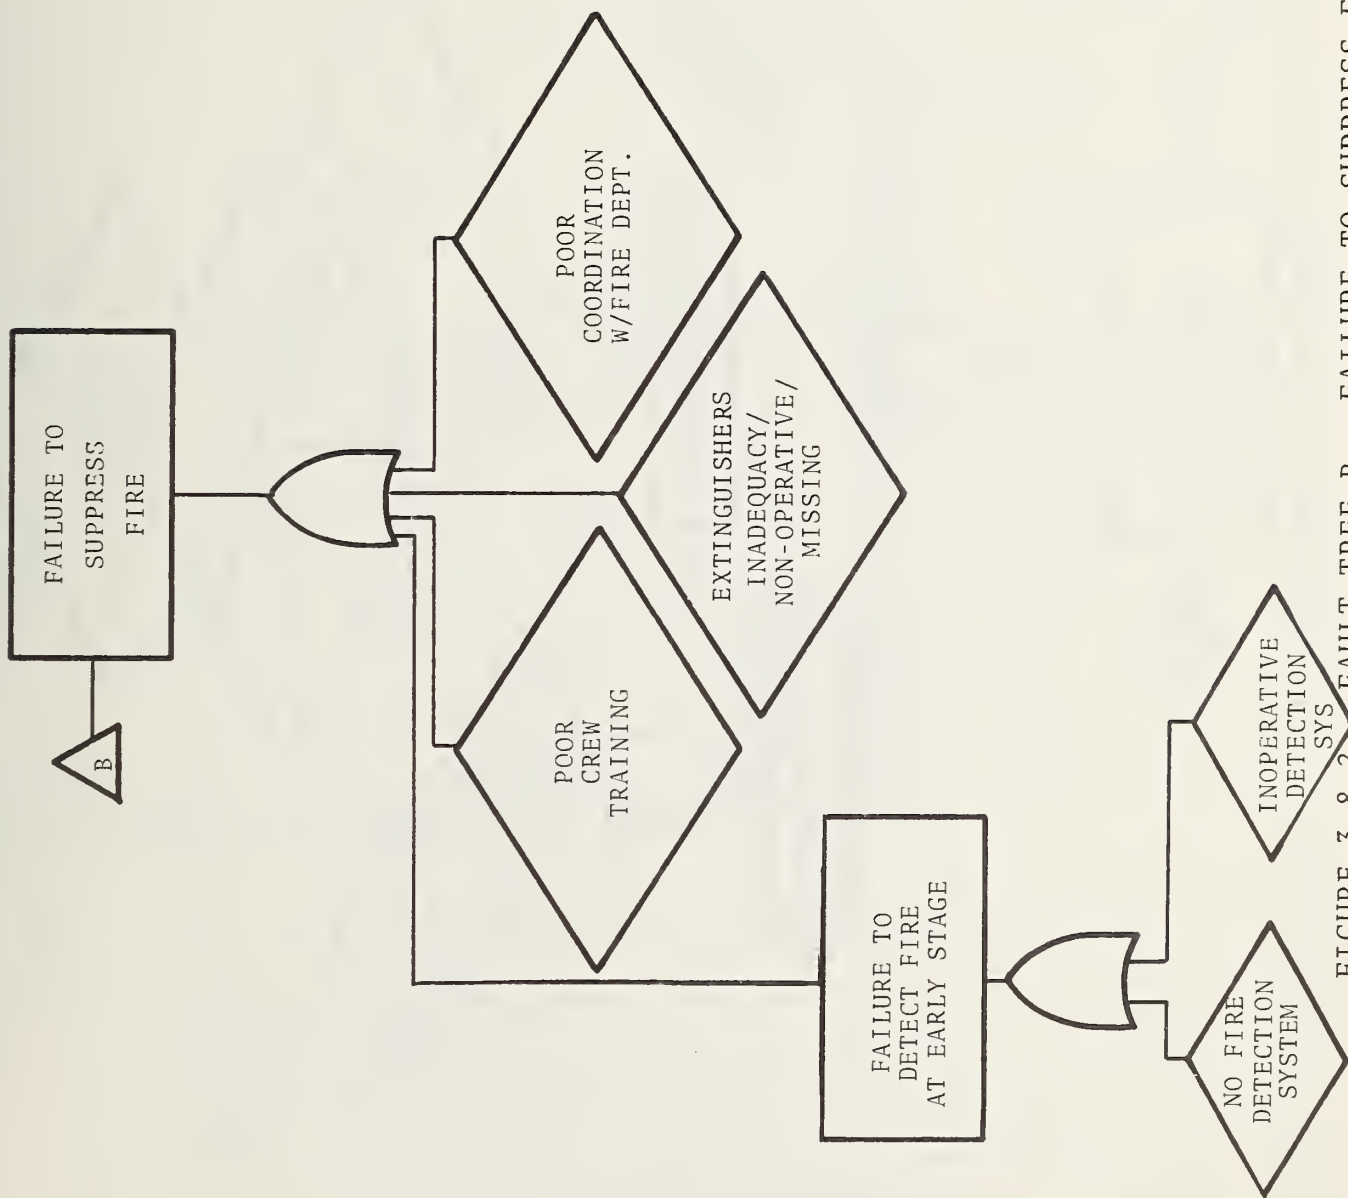 FAILURE TO
SUPPRESS
FIRE
B
POOR
CREW
TRAINING
EXTINGUISHERS
INADEQUACY/
NON-OPERATIVE/
MISSING
POOR
COORDINATION
W/FIRE DEPT.
FAILURE TO
DETECT FIRE
AT EARLY STAGE
NO FIRE
DETECTION
SYSTEM
INOPERATIVE
DETECTION
SYS
FAULT TREE FAILURE TO SUPPRESS